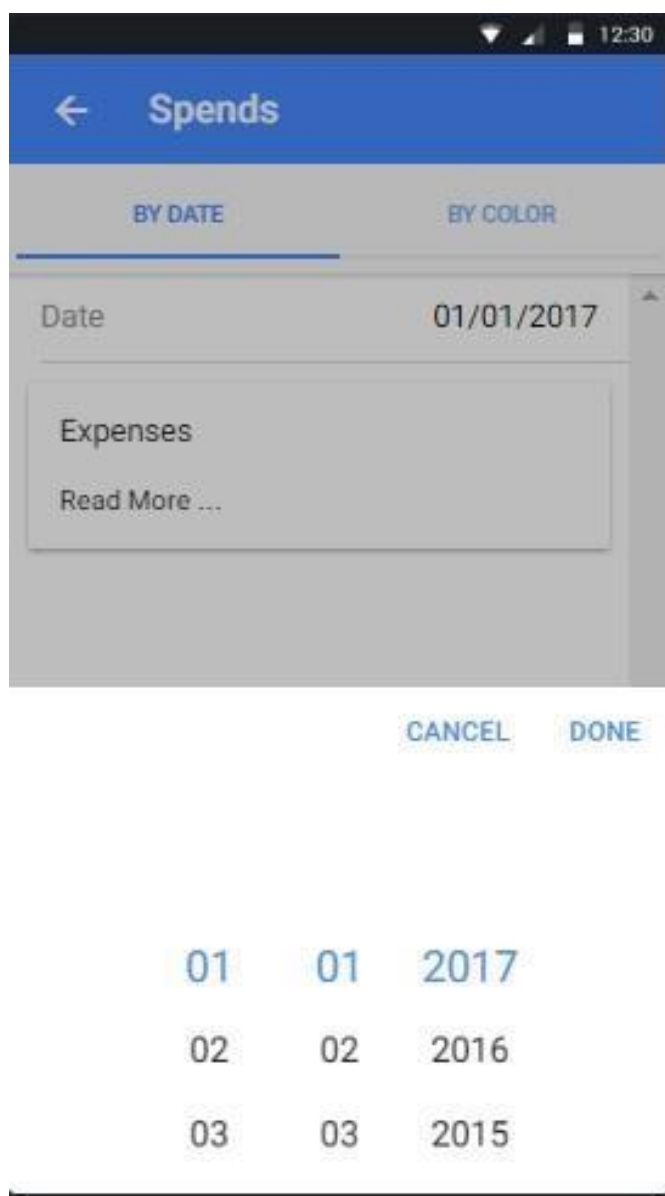 12:30
Spends
BY DATE BY COLOR
Date 01/01/2017
Expenses
Read More ...
CANCEL DONE
01 01 2017
02 02 2016
03 03 2015